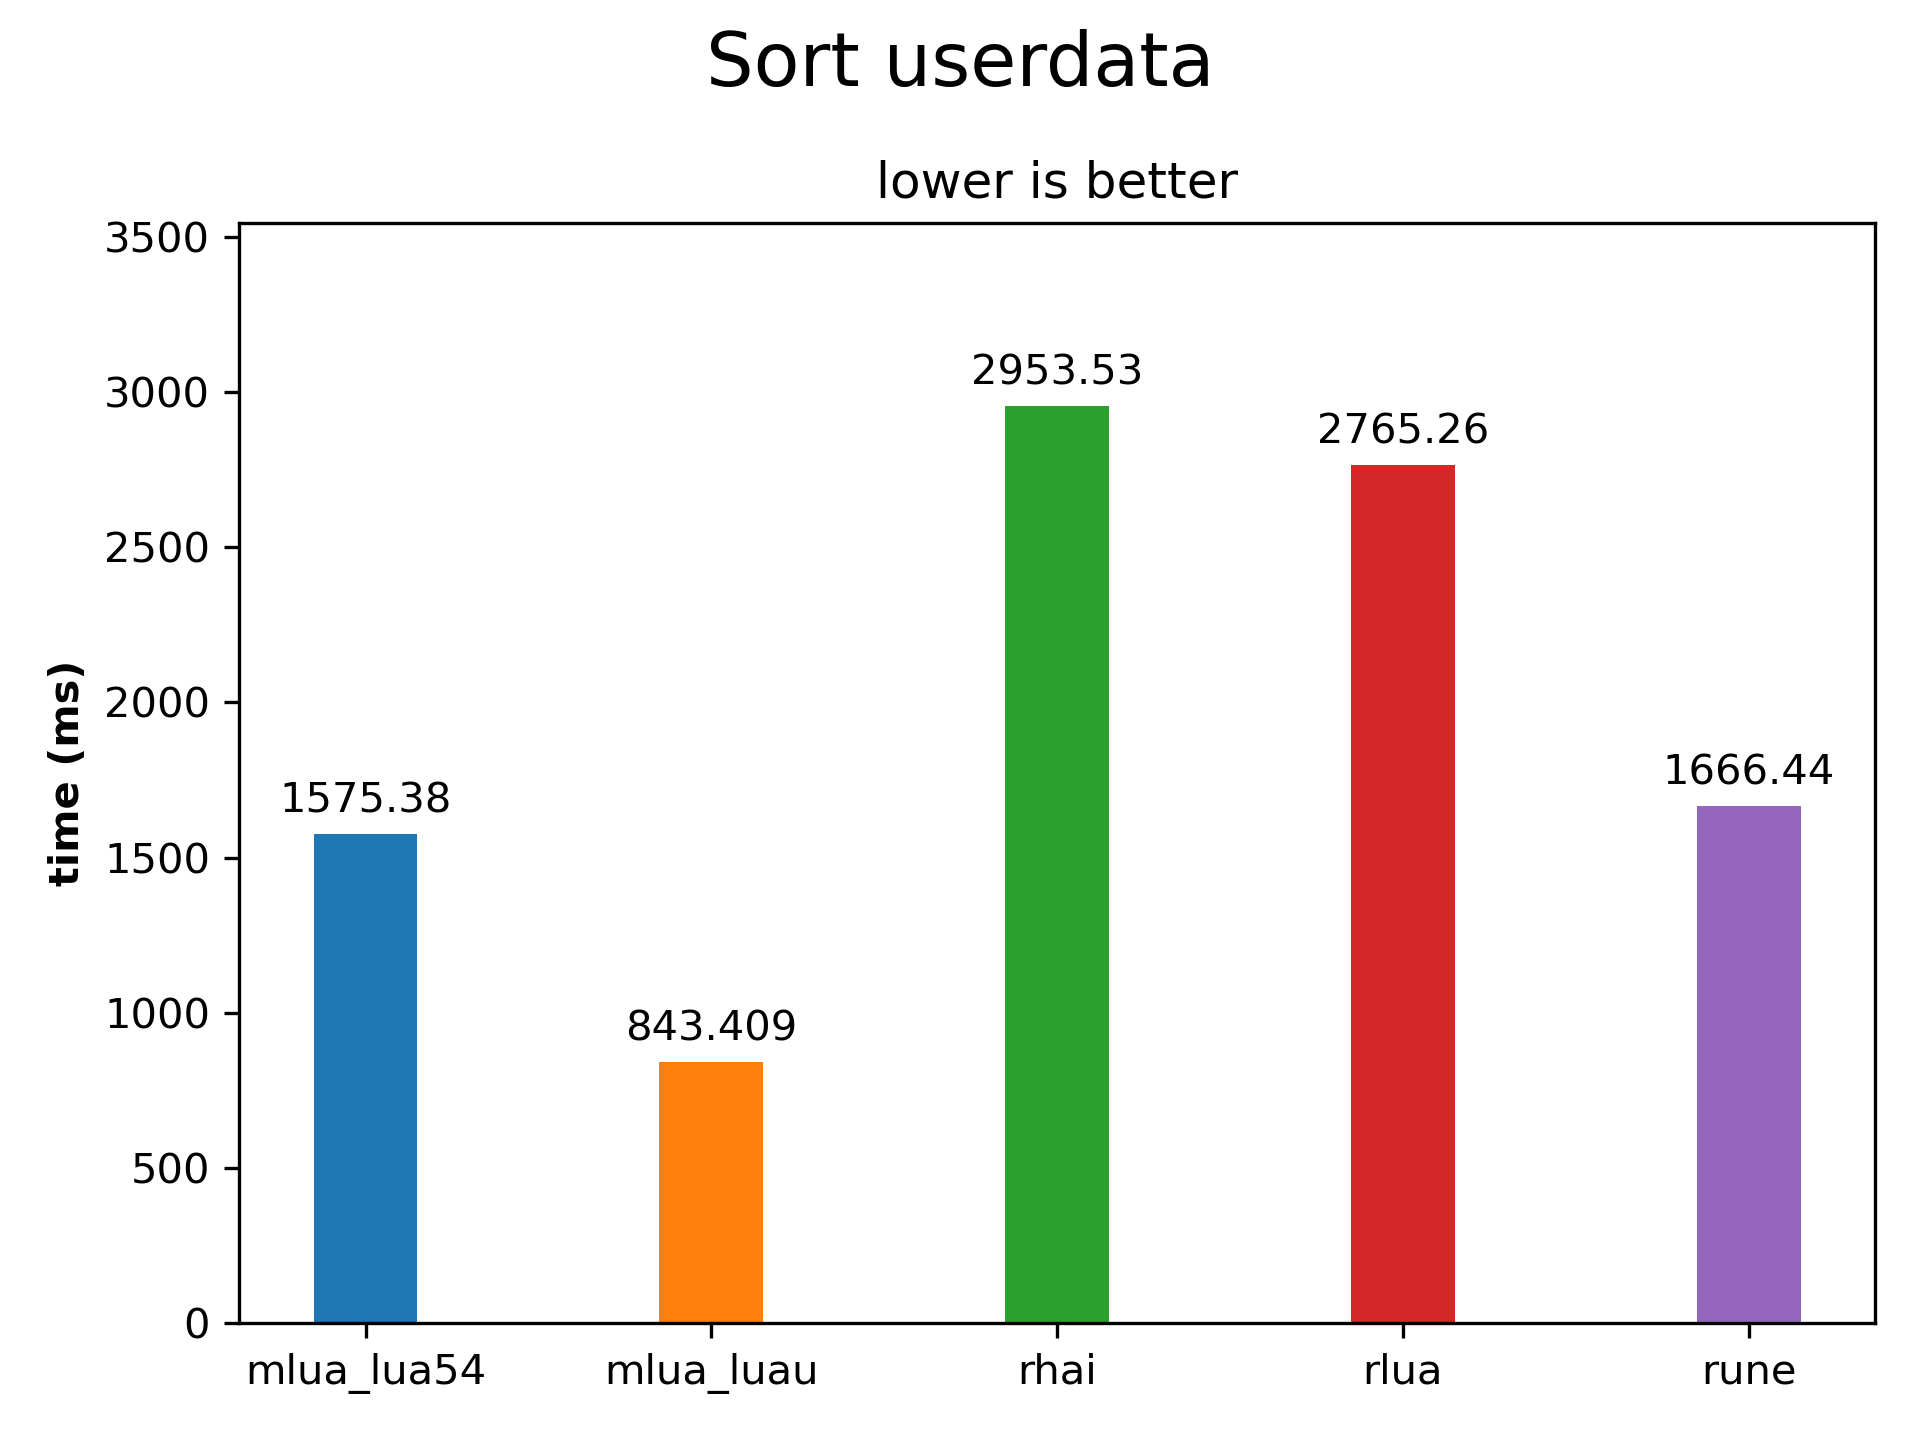 Sort userdata
lower is better
3500
3000
2500
2000
1500
1000
500
0
time (ms)
1575.38
843.409
2953.53
2765.26
1666.44
mlua_lua54
mlua_luau
rhai
rlua
rune